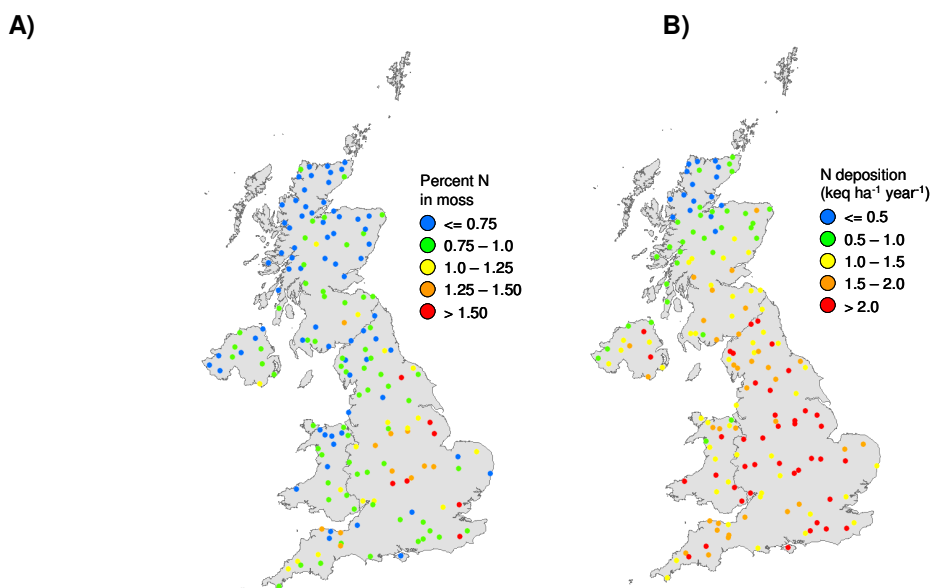 A)
B)
Percent N
in moss
<= 0.75
0.75 – 1.0
1.0 – 1.25
1.25 – 1.50
> 1.50
N deposition
(keq ha⁻¹ year⁻¹)
<= 0.5
0.5 – 1.0
1.0 – 1.5
1.5 – 2.0
> 2.0